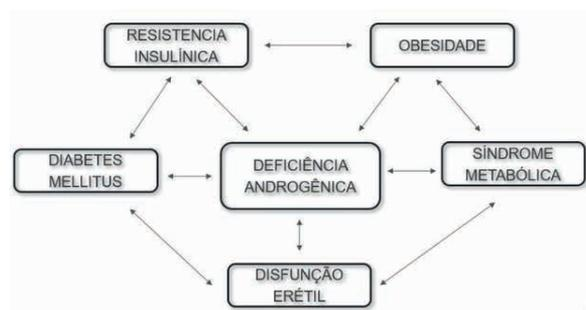 RESISTENCIA
INSULÍNICA
OBESIDADE
DIABETES
MELLITUS
DEFICIÊNCIA
ANDROGÊNICA
SÍNDROME
METABÓLICA
DISFUNÇÃO
ERÉTIL